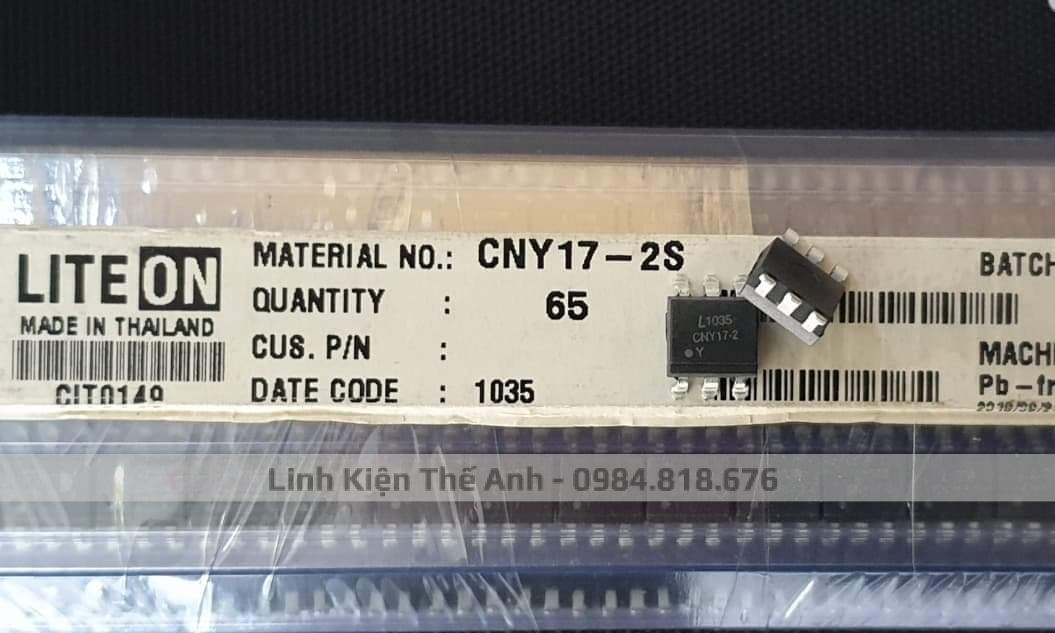 LITEON
MADE IN THAILAND
CIT0149
MATERIAL NO.: CNY17-2S
QUANTITY : 65
CUS. P/N :
DATE CODE : 1035
BATCH
MACHI
Pb-fr
L1035
CNY17-2
Y
Linh Kiện Thế Anh - 0984.818.676